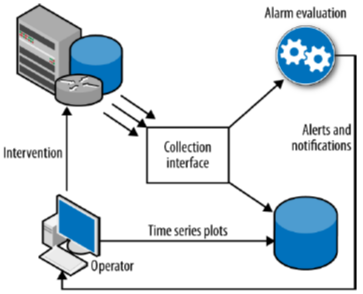 Alarm evaluation
Alerts and
notifications
Collection
interface
Intervention
Time series plots
Operator